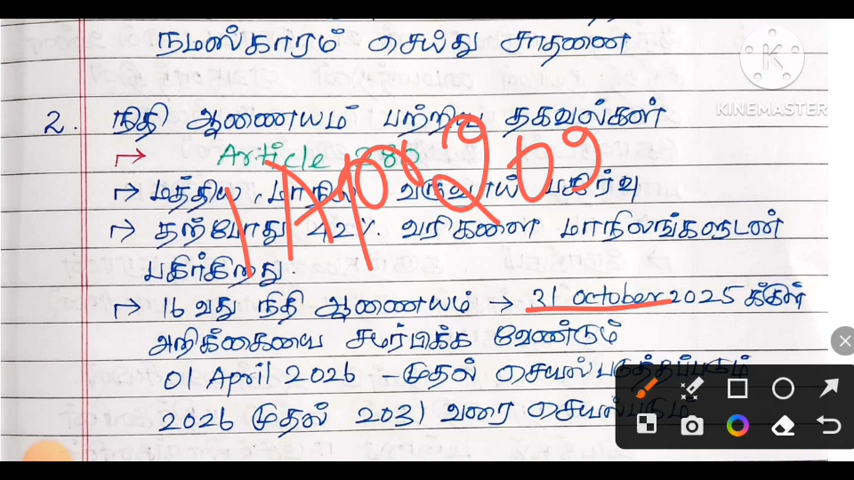 நமஸ்காரம் செய்து சாதனை
KINEMASTER
2. நிதி ஆணையம் பற்றிய தகவல்கள்
→ Article 280
→ மத்திய, மாநில வருவாய் பகிர்வு
→ தற்போது 42% வரிகளை மாநிலங்களுடன்
பகிர்கிறது.
→ 16 வது நிதி ஆணையம் → 31 October 2025 க்குள்
அறிக்கையை சமர்பிக்க வேண்டும்
01 April 2026 - முதல் செயல்படுத்தப்படும்
2026 முதல் 2031 வரை செயல்படும்